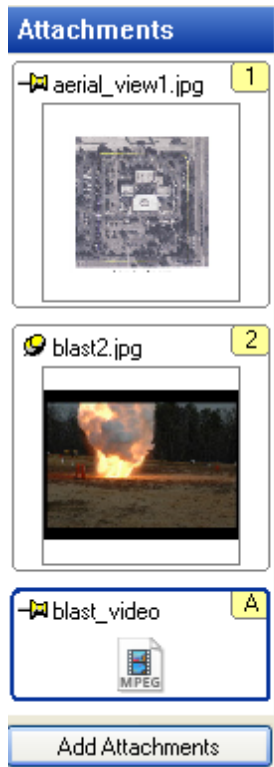 Attachments
aerial_view1.jpg 1
blast2.jpg 2
blast_video A
MPEG
Add Attachments